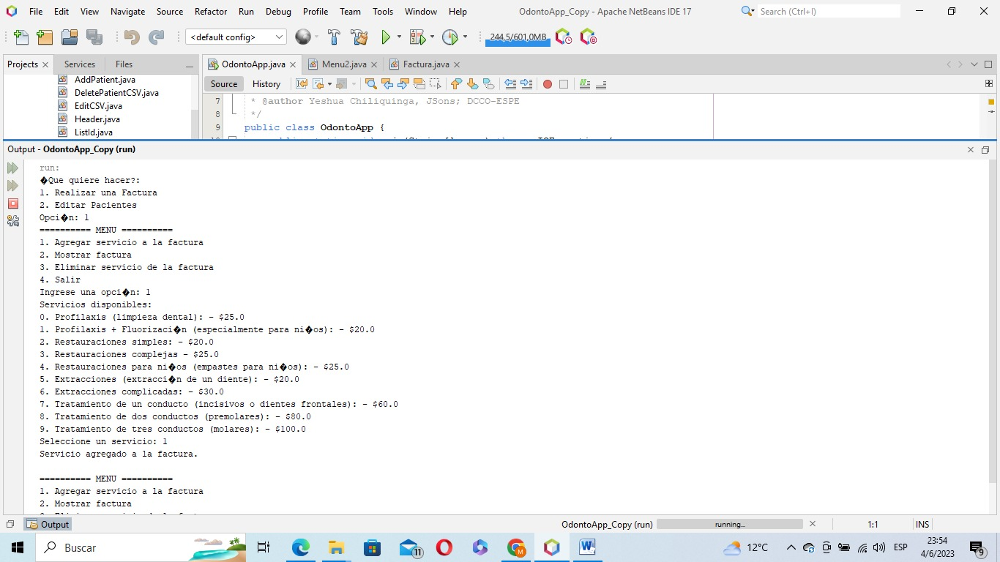 File Edit View Navigate Source Refactor Run Debug Profile Team Tools Window Help OdontoApp_Copy - Apache NetBeans IDE 17 Search (Ctrl+I)
<default config> 244,5/601,0MB
Projects Services Files OdontoApp.java Menu2.java Factura.java
AddPatient.java
DeletePatientCSV.java
EditCSV.java
Header.java
ListId.java
Source History
7 * @author Yeshua Chiliquinga, JSons; DCCO-ESPE
8 */
9 public class OdontoApp {
Output - OdontoApp_Copy (run)
run:
�Que quiere hacer?:
1. Realizar una Factura
2. Editar Pacientes
Opci�n: 1
========== MENU ==========
1. Agregar servicio a la factura
2. Mostrar factura
3. Eliminar servicio de la factura
4. Salir
Ingrese una opci�n: 1
Servicios disponibles:
0. Profilaxis (limpieza dental): - $25.0
1. Profilaxis + Fluorizaci�n (especialmente para ni�os): - $20.0
2. Restauraciones simples: - $20.0
3. Restauraciones complejas - $25.0
4. Restauraciones para ni�os (empastes para ni�os): - $25.0
5. Extracciones (extracci�n de un diente): - $20.0
6. Extracciones complicadas: - $30.0
7. Tratamiento de un conducto (incisivos o dientes frontales): - $60.0
8. Tratamiento de dos conductos (premolares): - $80.0
9. Tratamiento de tres conductos (molares): - $100.0
Seleccione un servicio: 1
Servicio agregado a la factura.
========== MENU ==========
1. Agregar servicio a la factura
2. Mostrar factura
Output OdontoApp_Copy (run) running... 1:1 INS
Buscar 11 12°C ESP 23:54
4/6/2023 9